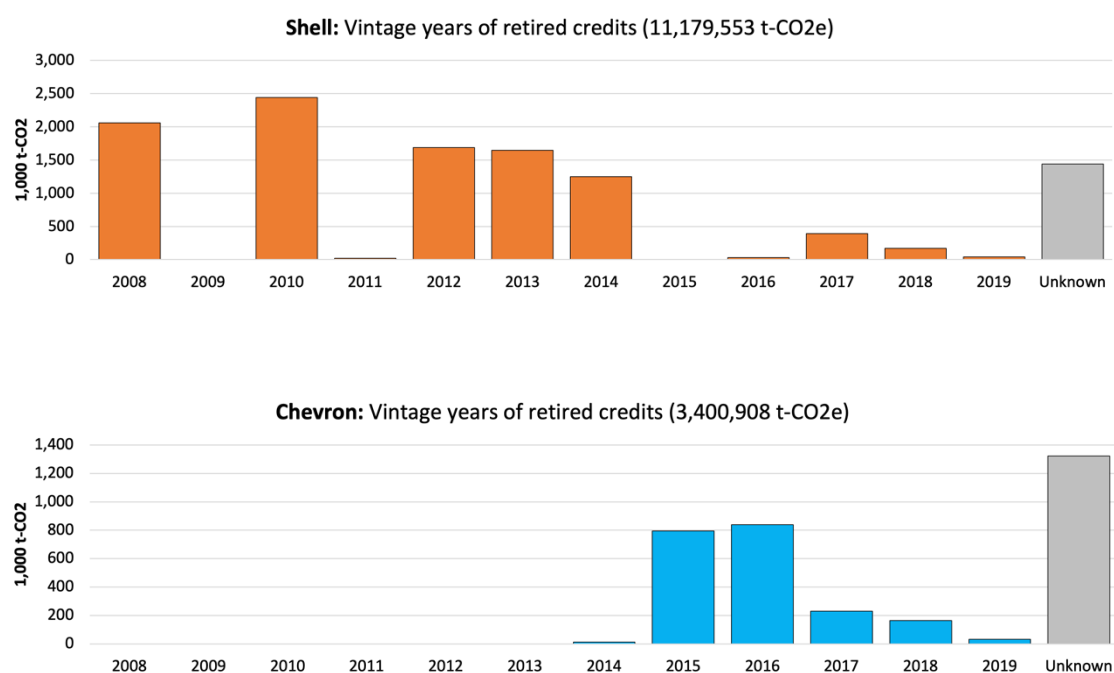 Shell: Vintage years of retired credits (11,179,553 t-CO2e)
3,000
2,500
2,000
1,500
1,000
500
0
1,000 t-CO2
2008 2009 2010 2011 2012 2013 2014 2015 2016 2017 2018 2019 Unknown
Chevron: Vintage years of retired credits (3,400,908 t-CO2e)
1,400
1,200
1,000
800
600
400
200
0
1,000 t-CO2
2008 2009 2010 2011 2012 2013 2014 2015 2016 2017 2018 2019 Unknown